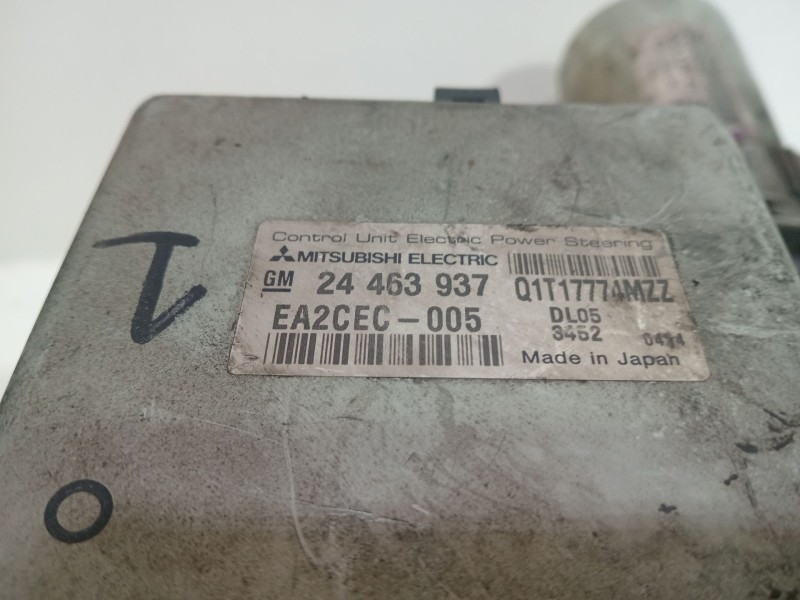 Control Unit Electric Power Steering
MITSUBISHI ELECTRIC
GM 24 463 937 Q1T17774MZZ
EA2CEC-005 DL05
3452 0414
Made in Japan